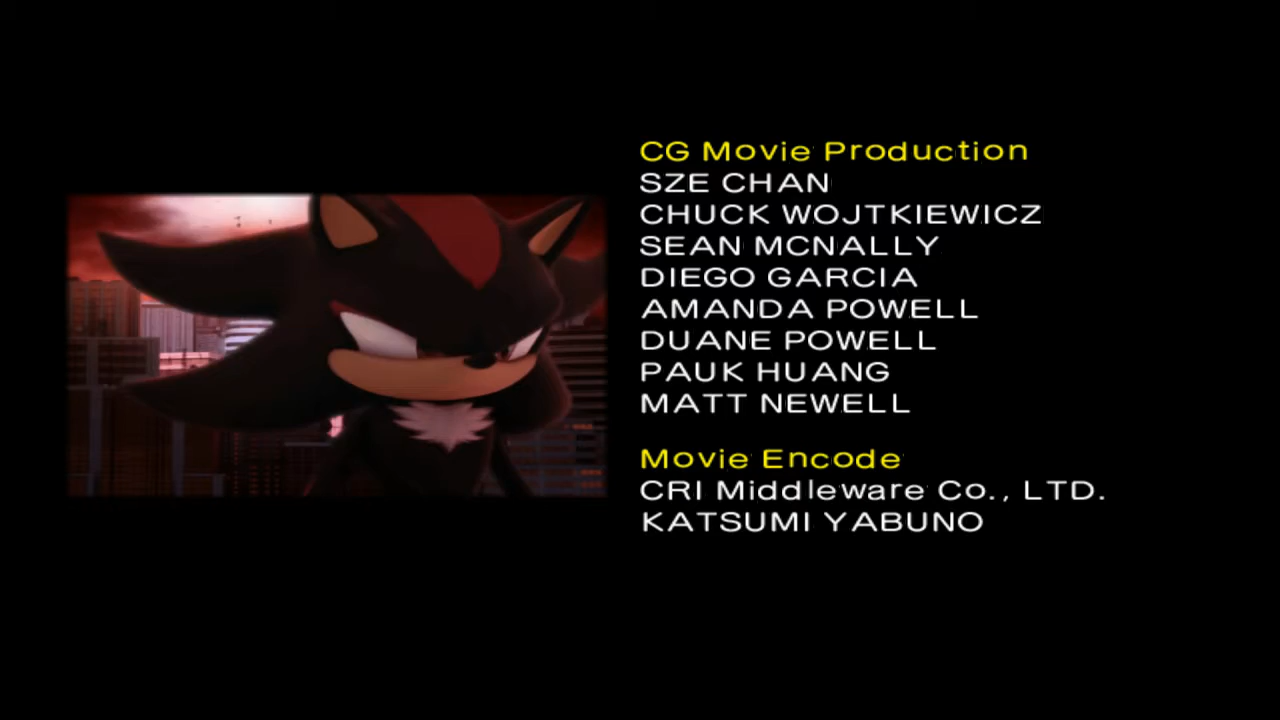 CG Movie Production
SZE CHAN
CHUCK WOJTKIEWICZ
SEAN MCNALLY
DIEGO GARCIA
AMANDA POWELL
DUANE POWELL
PAUK HUANG
MATT NEWELL
Movie Encode
CRI Middleware Co., LTD.
KATSUMI YABUNO